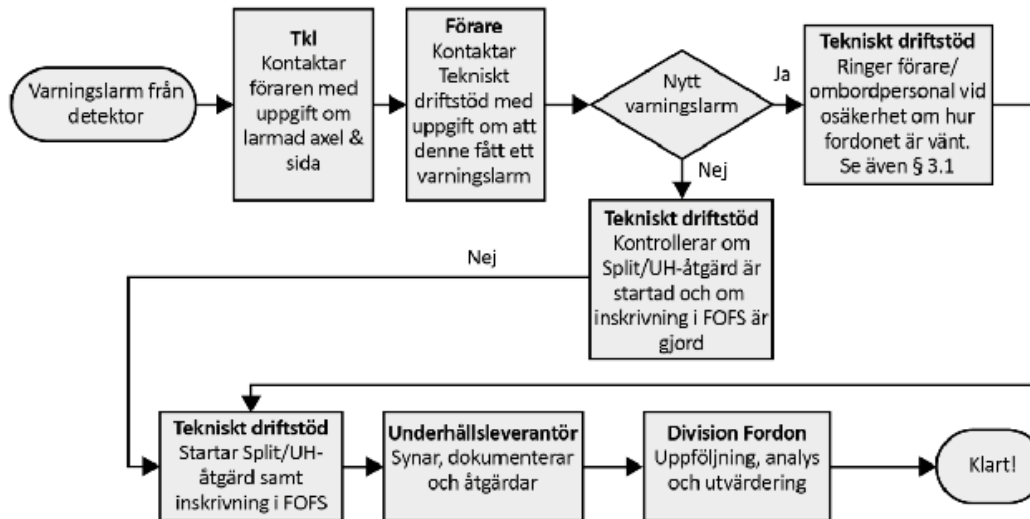 Varningslarm från
detektor
Tkl
Kontaktar
föraren med
uppgift om
larmad axel &
sida
Förare
Kontaktar
Tekniskt
driftstöd med
uppgift om att
denne fått ett
varningslarm
Nytt
varningslarm
Ja
Tekniskt driftstöd
Ringer förare/
ombordpersonal vid
osäkerhet om hur
fordonet är vänt.
Se även § 3.1
Nej
Tekniskt driftstöd
Kontrollerar om
Split/UH-åtgärd är
startad och om
inskrivning i FOFS är
gjord
Nej
Tekniskt driftstöd
Startar Split/UH-
åtgärd samt
inskrivning i FOFS
Underhållsleverantör
Synar, dokumenterar
och åtgärdar
Division Fordon
Uppföljning, analys
och utvärdering
Klart!